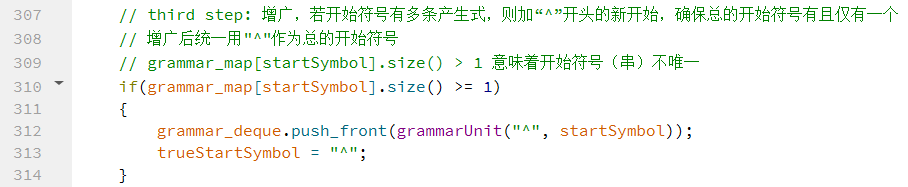 307 // third step: 增广，若开始符号有多条产生式，则加“^”开头的新开始，确保总的开始符号有且仅有一个
308 // 增广后统一用"^"作为总的开始符号
309 // grammar_map[startSymbol].size() > 1 意味着开始符号（串）不唯一
310 if(grammar_map[startSymbol].size() >= 1)
311 {
312 grammar_deque.push_front(grammarUnit("^", startSymbol));
313 trueStartSymbol = "^";
314 }